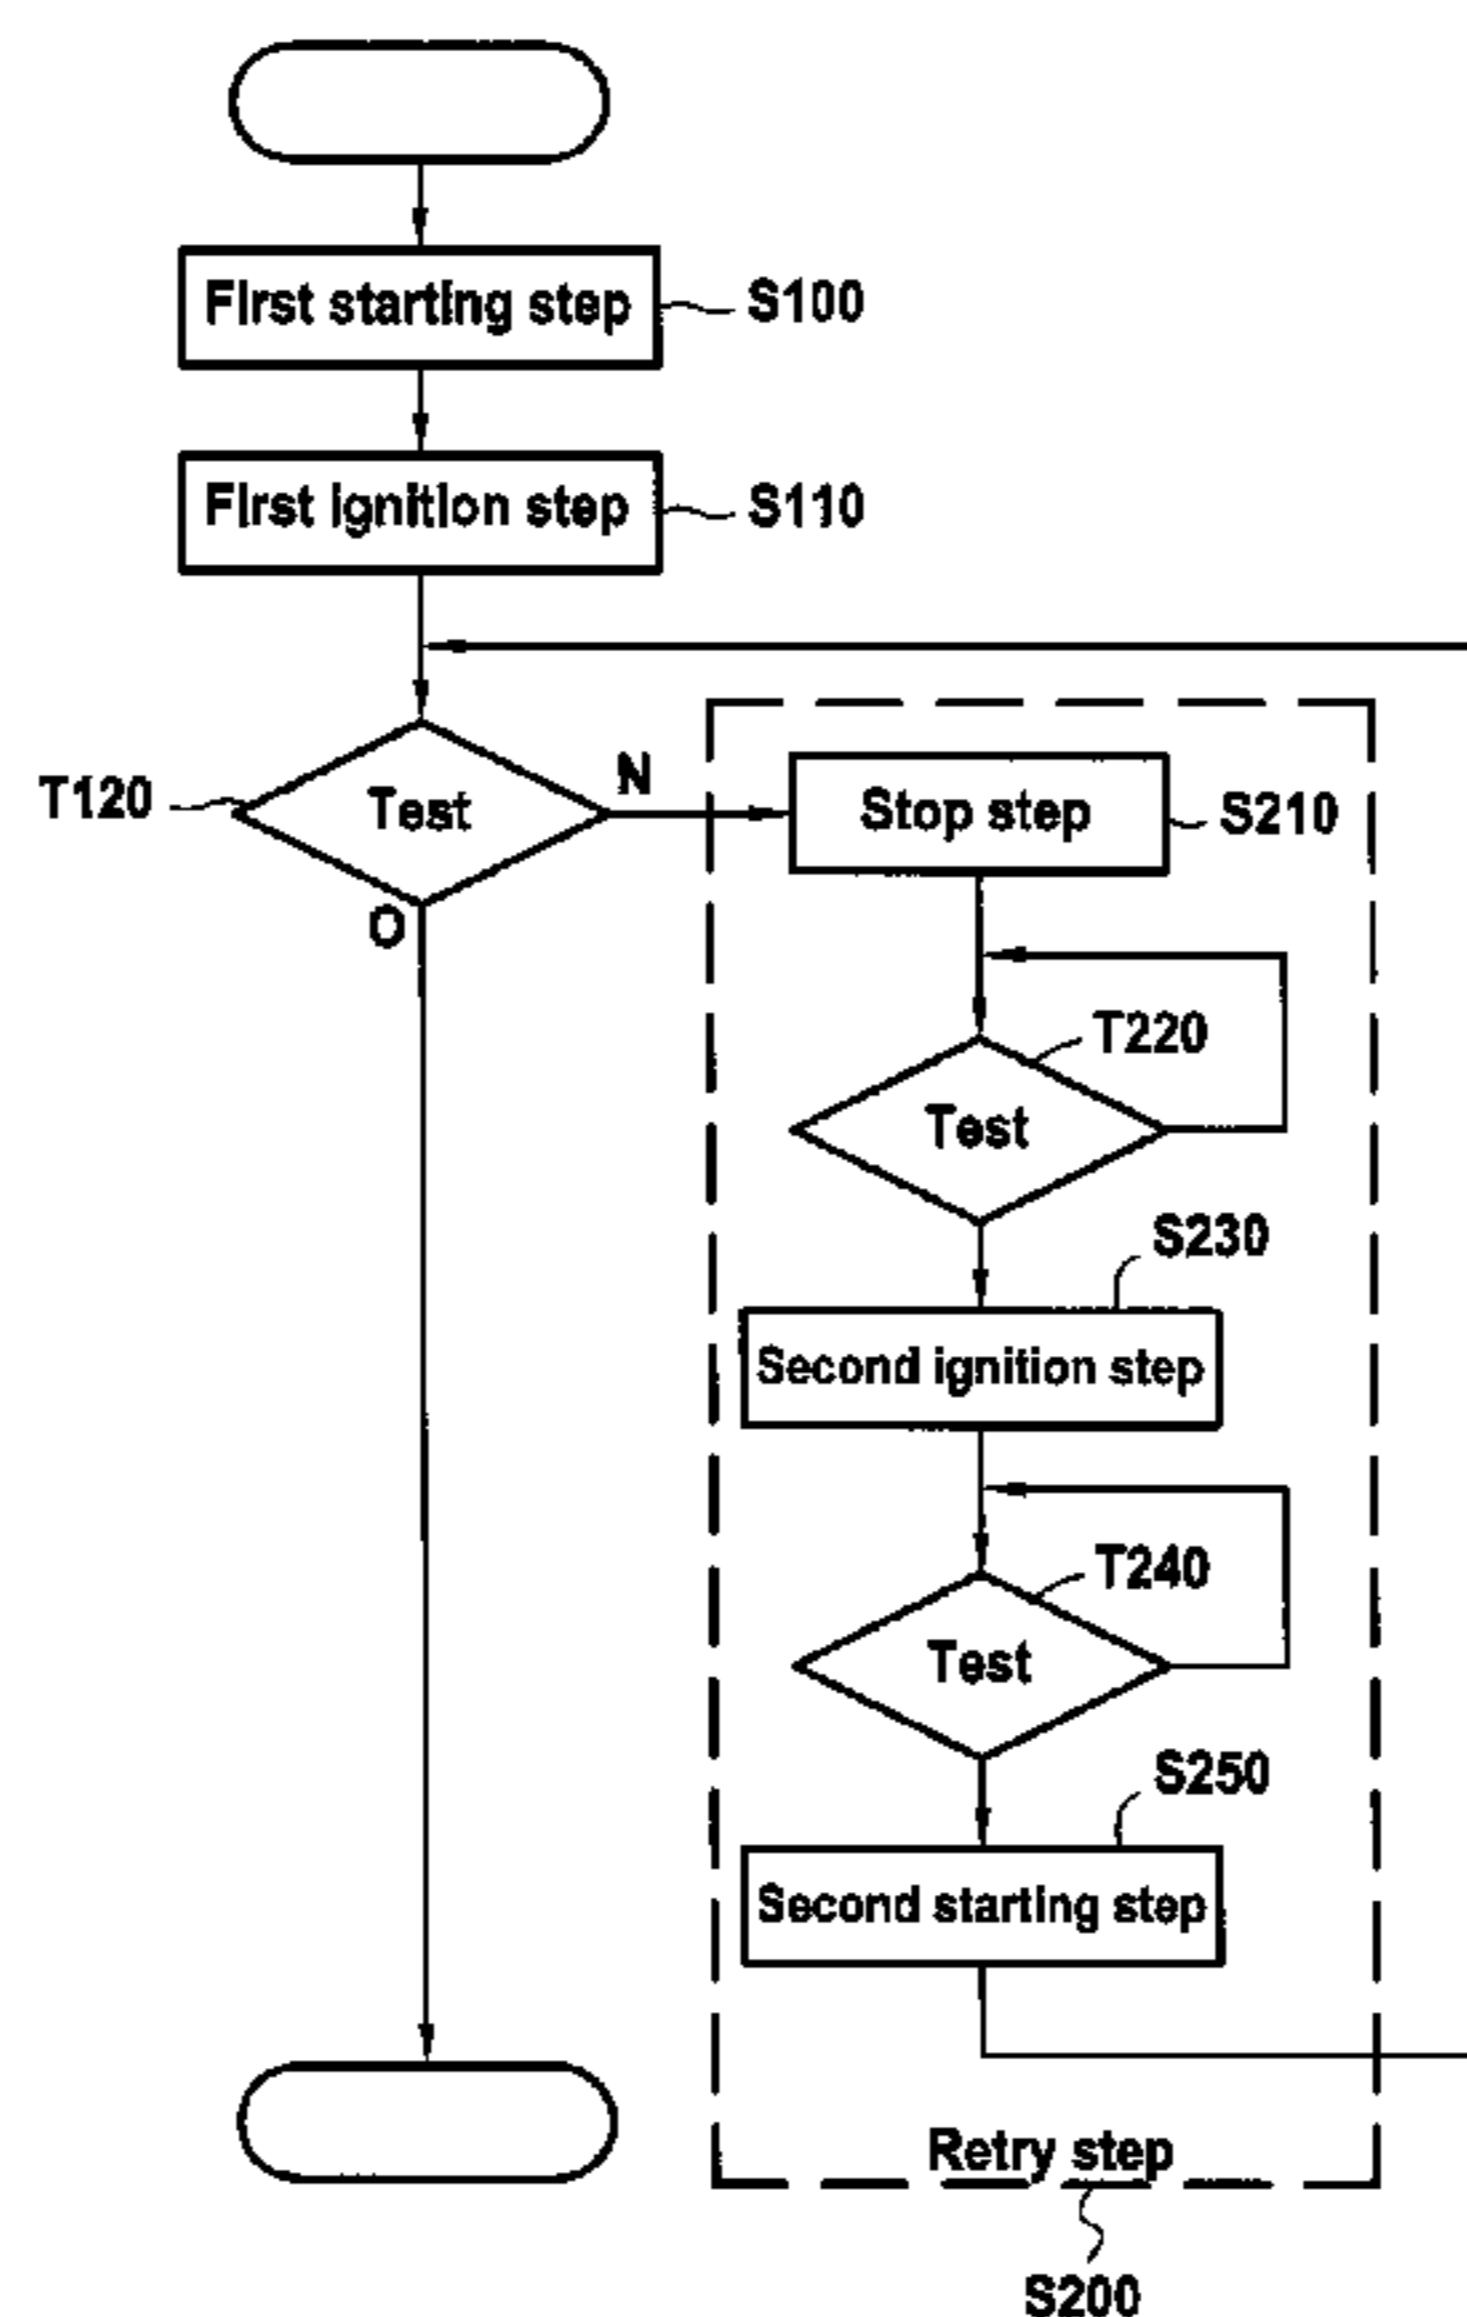 First starting step
S100
First ignition step
S110
T120
Test
N
O
Stop step
S210
T220
Test
S230
Second ignition step
T240
Test
S250
Second starting step
Retry step
S200